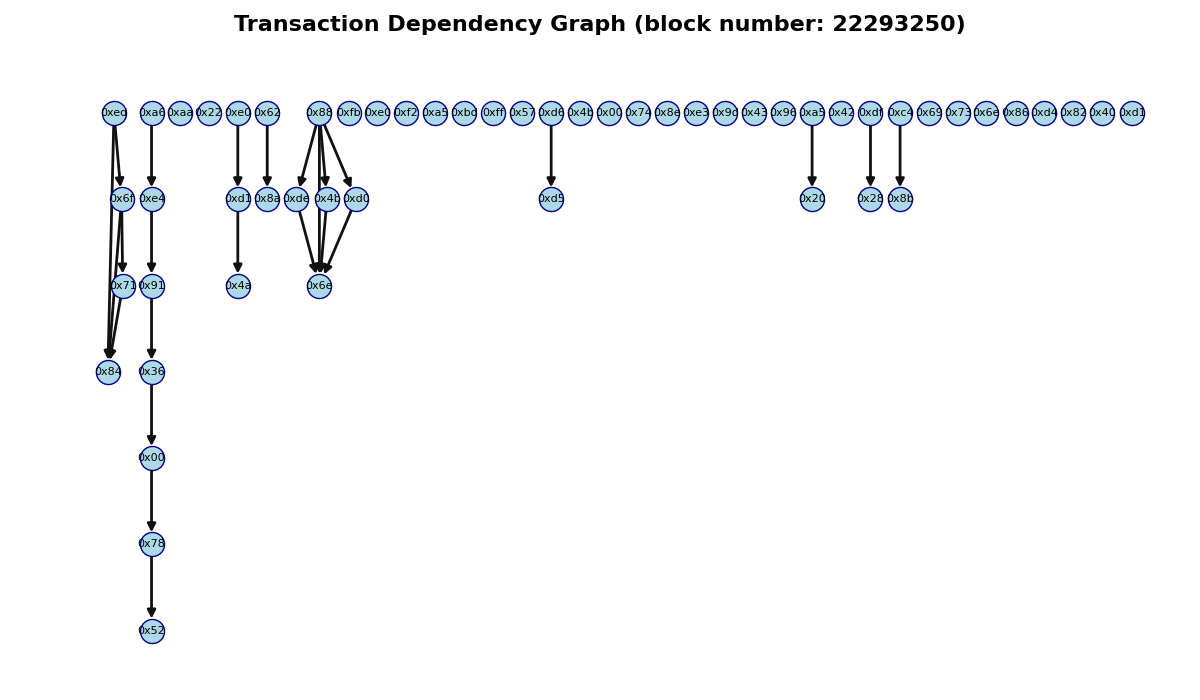 Transaction Dependency Graph (block number: 22293250)
0xed 0xa6 0xaa 0x22 0xe0 0x62 0x88 0xfb 0xe0 0xf2 0xa5 0xbd 0xff 0x57 0xd6 0x4b 0x00 0x74 0x8e 0xe3 0x9d 0x43 0x96 0xa5 0x42 0xdf 0xc4 0x69 0x73 0x6e 0x86 0xd4 0x82 0x40 0xd1
0x6f 0xe4 0xd1 0x8a 0xde 0x4b 0xd0 0xd5 0x20 0x28 0x8b
0x71 0x91 0x4a 0x6e
0x84 0x36
0x00
0x78
0x52